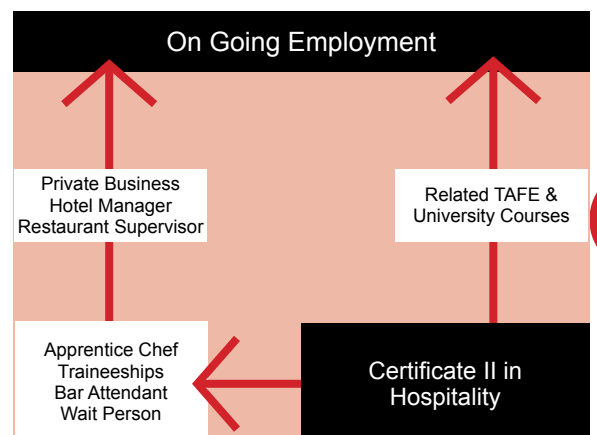 On Going Employment
Private Business
Hotel Manager
Restaurant Supervisor
Related TAFE &
University Courses
Apprentice Chef
Traineeships
Bar Attendant
Wait Person
Certificate II in
Hospitality